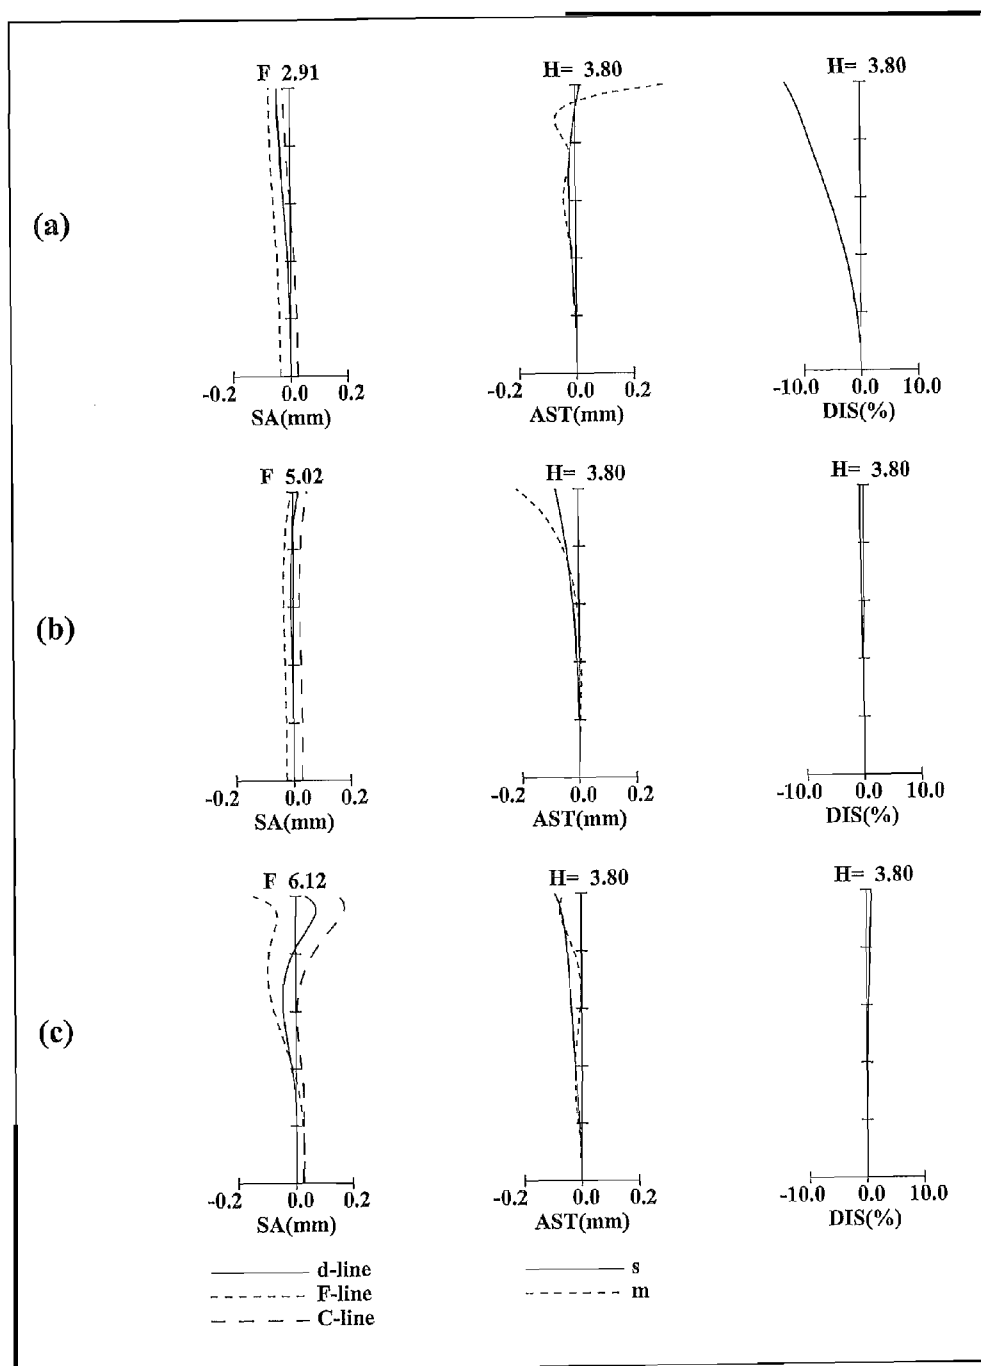 F 2.91
H= 3.80
H= 3.80
(a)
-0.2 0.0 0.2
SA(mm)
-0.2 0.0 0.2
AST(mm)
-10.0 0.0 10.0
DIS(%)
F 5.02
H= 3.80
H= 3.80
(b)
-0.2 0.0 0.2
SA(mm)
-0.2 0.0 0.2
AST(mm)
-10.0 0.0 10.0
DIS(%)
F 6.12
H= 3.80
H= 3.80
(c)
-0.2 0.0 0.2
SA(mm)
-0.2 0.0 0.2
AST(mm)
-10.0 0.0 10.0
DIS(%)
d-line
F-line
C-line
s
m